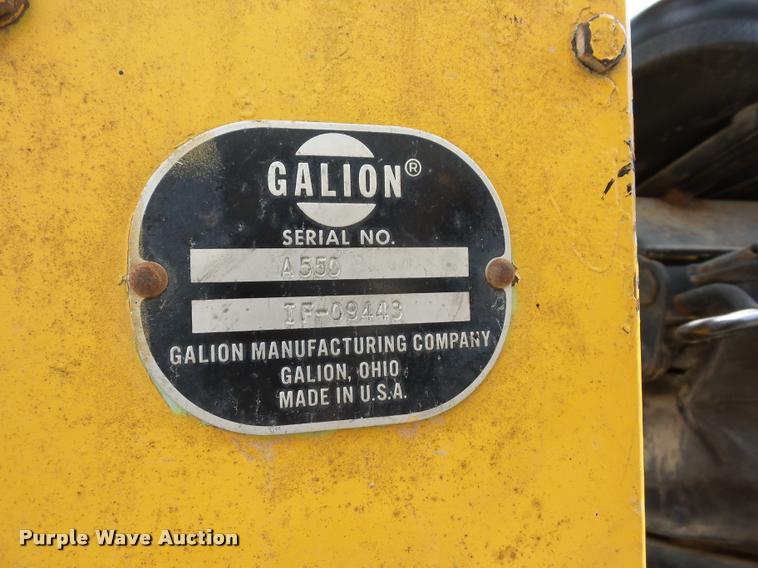 GALION®
SERIAL NO.
A550
IF-09443
GALION MANUFACTURING COMPANY
GALION, OHIO
MADE IN U.S.A.
Purple Wave Auction